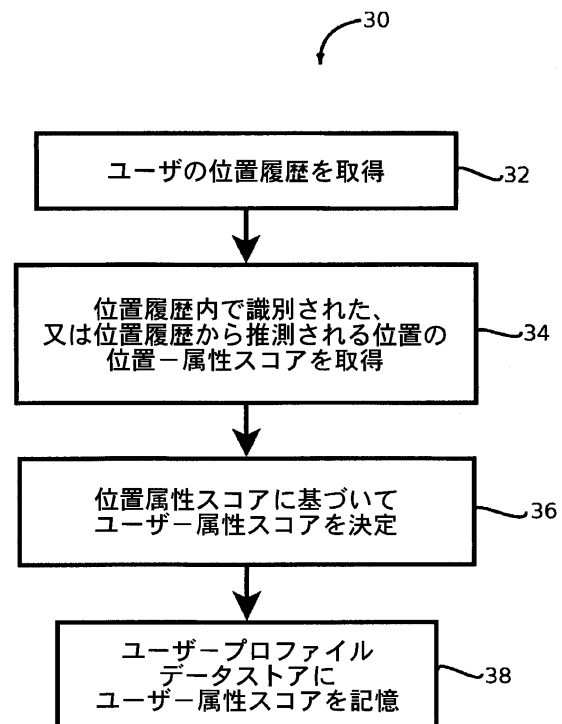 30
ユーザの位置履歴を取得
32
位置履歴内で識別された、
又は位置履歴から推測される位置の
位置－属性スコアを取得
34
位置属性スコアに基づいて
ユーザ－属性スコアを決定
36
ユーザ－プロファイル
データストアに
ユーザ－属性スコアを記憶
38